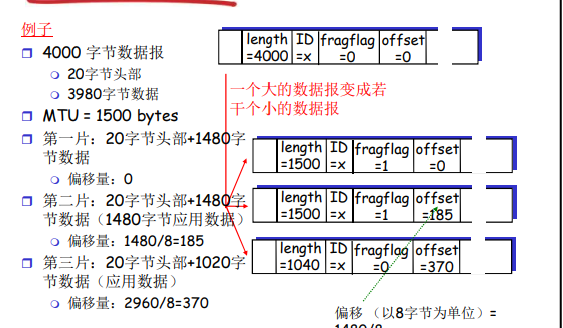 例子
4000 字节数据报
20字节头部
3980字节数据
MTU = 1500 bytes
第一片：20字节头部+1480字
节数据
偏移量：0
第二片：20字节头部+1480字
节数据（1480字节应用数据）
偏移量：1480/8=185
第三片：20字节头部+1020字
节数据（应用数据）
偏移量：2960/8=370
length ID fragflag offset
=4000 =x =0 =0
一个大的数据报变成若
干个小的数据报
length ID fragflag offset
=1500 =x =1 =0
length ID fragflag offset
=1500 =x =1 =185
length ID fragflag offset
=1040 =x =0 =370
偏移 （以8字节为单位）=
1480/8